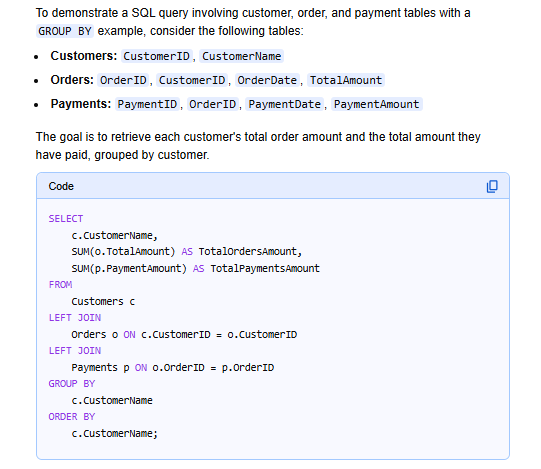 To demonstrate a SQL query involving customer, order, and payment tables with a
GROUP BY example, consider the following tables:
• Customers: CustomerID, CustomerName
• Orders: OrderID, CustomerID, OrderDate, TotalAmount
• Payments: PaymentID, OrderID, PaymentDate, PaymentAmount
The goal is to retrieve each customer's total order amount and the total amount they
have paid, grouped by customer.
Code
SELECT
    c.CustomerName,
    SUM(o.TotalAmount) AS TotalOrdersAmount,
    SUM(p.PaymentAmount) AS TotalPaymentsAmount
FROM
    Customers c
LEFT JOIN
    Orders o ON c.CustomerID = o.CustomerID
LEFT JOIN
    Payments p ON o.OrderID = p.OrderID
GROUP BY
    c.CustomerName
ORDER BY
    c.CustomerName;